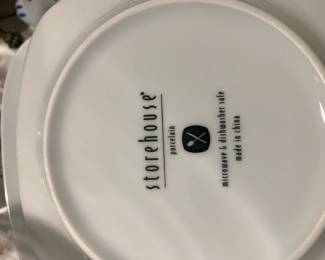 storehouse®
porcelain
microwave & dishwasher safe
made in china